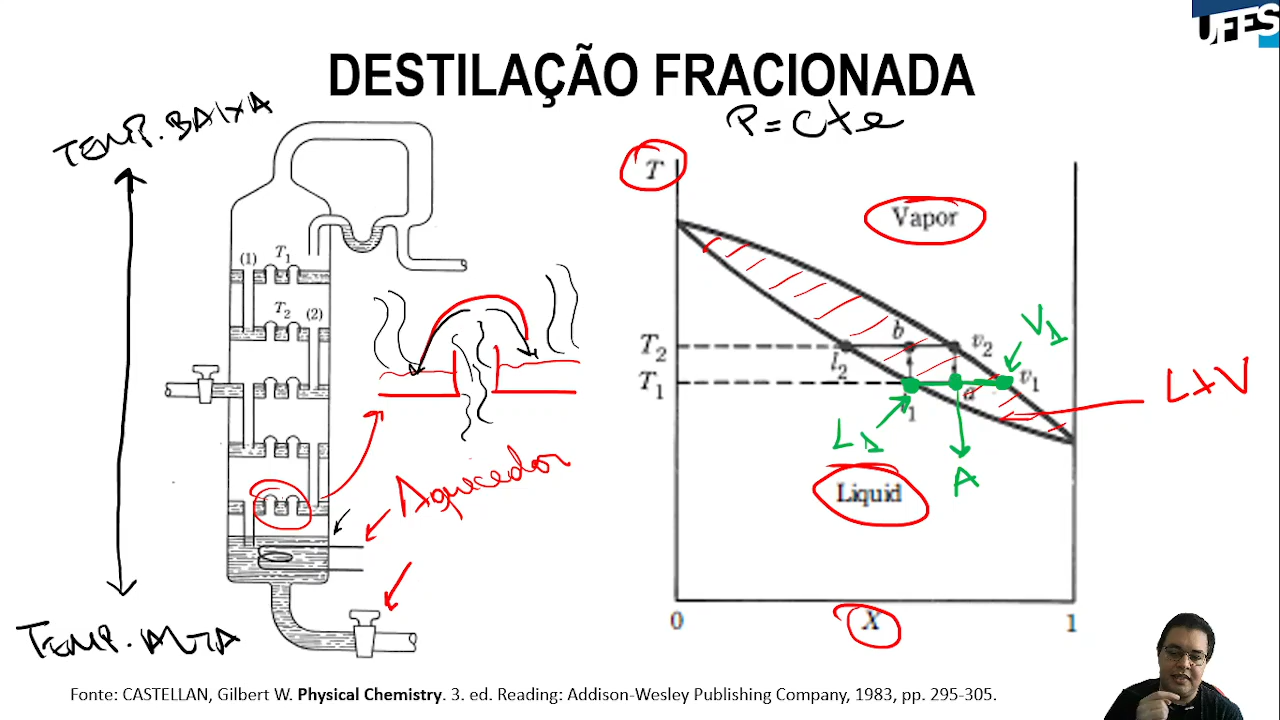 UFES
DESTILAÇÃO FRACIONADA
TEMP. BAIXA
P = cte
T
Vapor
(1)
T1
T2
(2)
b
v2
V1
T2
l2
T1
a
v1
L+V
L1
1
A
Aquecedor
Liquid
TEMP. ALTA
0
X
1
Fonte: CASTELLAN, Gilbert W. Physical Chemistry. 3. ed. Reading: Addison-Wesley Publishing Company, 1983, pp. 295-305.